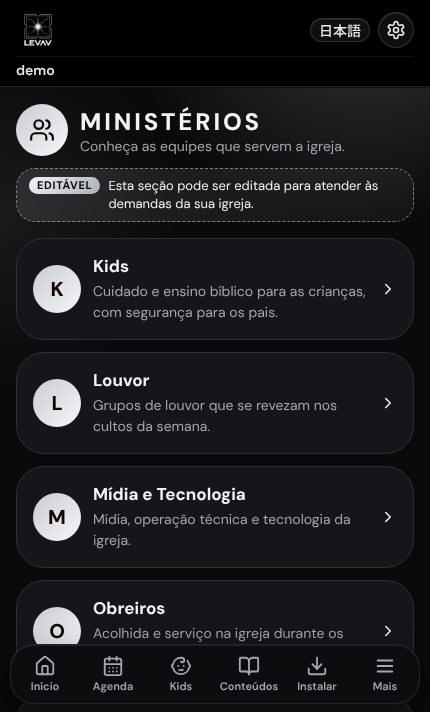 LEVAV
日本語
demo
MINISTÉRIOS
Conheça as equipes que servem a igreja.
EDITÁVEL
Esta seção pode ser editada para atender às
demandas da sua igreja.
K
Kids
Cuidado e ensino bíblico para as crianças,
com segurança para os pais.
L
Louvor
Grupos de louvor que se revezam nos
cultos da semana.
M
Mídia e Tecnologia
Mídia, operação técnica e tecnologia da
igreja.
O
Obreiros
Acolhida e serviço na igreja durante os
Início
Agenda
Kids
Conteúdos
Instalar
Mais